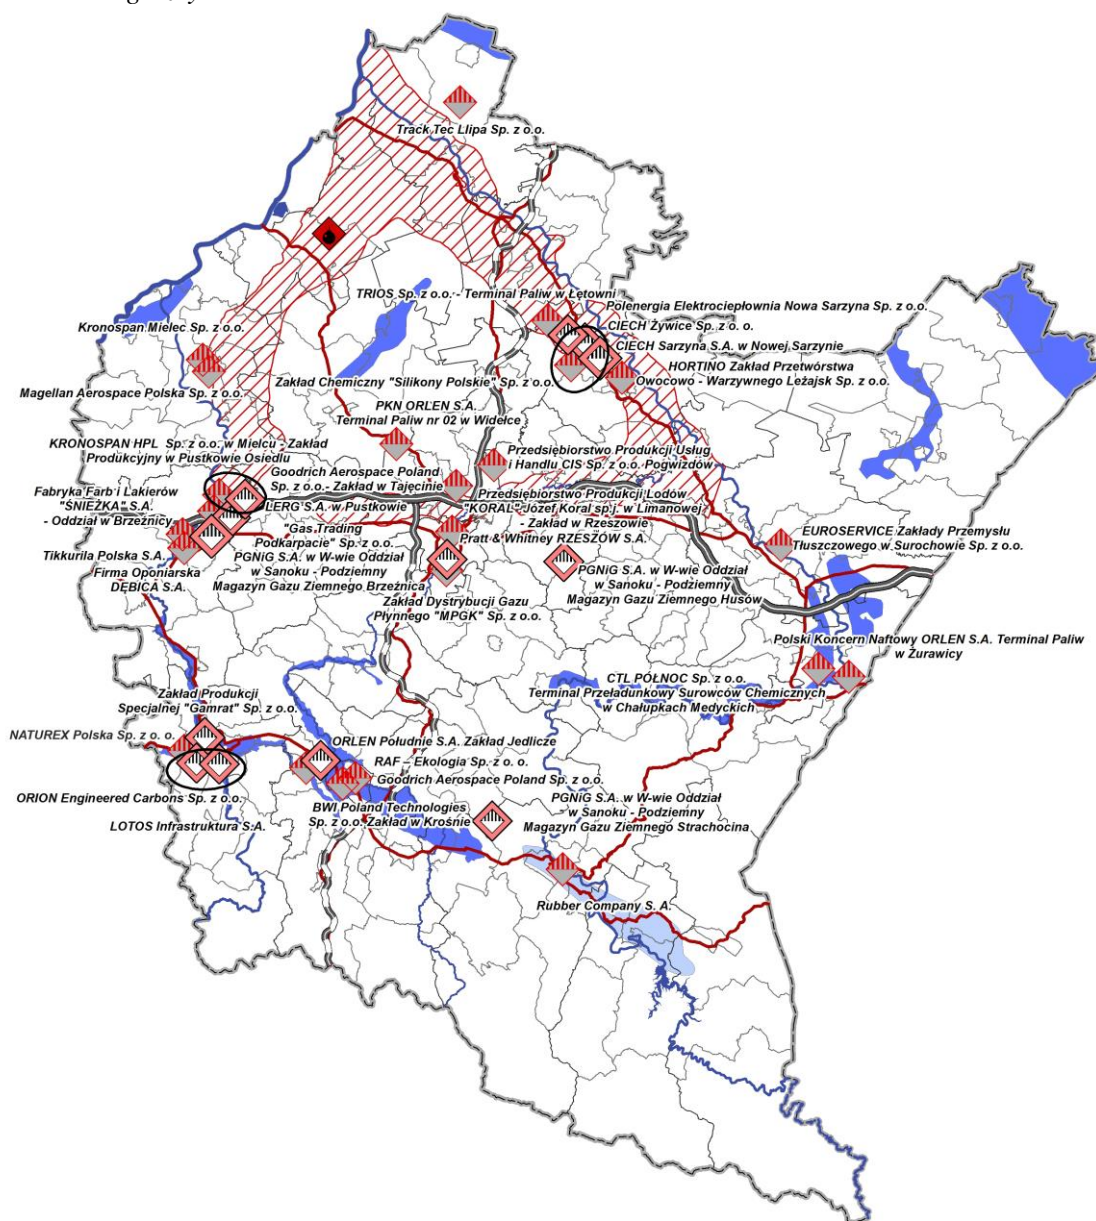 Track Tec Llipa Sp. z o.o.
TRIOS Sp. z o.o. - Terminal Paliw w Łętowni
Polenergia Elektrociepłownia Nowa Sarzyna Sp. z o.o.
Kronospan Mielec Sp. z o.o.
CIECH Żywice Sp. z o. o.
CIECH Sarzyna S.A. w Nowej Sarzynie
HORTINO Zakład Przetwórstwa
Owocowo - Warzywnego Leżajsk Sp. z o.o.
Zakład Chemiczny "Silikony Polskie" Sp. z o.o.
Magellan Aerospace Polska Sp. z o.o.
PKN ORLEN S.A.
Terminal Paliw nr 02 w Widełce
KRONOSPAN HPL Sp. z o.o. w Mielcu - Zakład
Produkcyjny w Pustkowie Osiedlu
Przedsiębiorstwo Produkcji Usług
i Handlu CIS Sp. z o.o. Pogwizdów
Goodrich Aerospace Poland
Sp. z o.o.- Zakład w Tajęcinie
Fabryka Farb i Lakierów
"ŚNIEŻKA" S.A.
- Oddział w Brzeźnicy
LERG S.A. w Pustkowie
Przedsiębiorstwo Produkcji Lodów
"KORAL" Józef Koral sp.j. w Limanowej
- Zakład w Rzeszowie
"Gas Trading
Podkarpacie" Sp. z o.o.
Pratt & Whitney RZESZÓW S.A.
EUROSERVICE Zakłady Przemysłu
Tłuszczowego w Surochowie Sp. z o.o.
Tikkurila Polska S.A.
PGNiG S.A. w W-wie Oddział
w Sanoku - Podziemny
Magazyn Gazu Ziemnego Brzeźnica
Firma Oponiarska
DĘBICA S.A.
PGNiG S.A. w W-wie Oddział
w Sanoku - Podziemny
Magazyn Gazu Ziemnego Husów
Zakład Dystrybucji Gazu
Płynnego "MPGK" Sp. z o.o.
Polski Koncern Naftowy ORLEN S.A. Terminal Paliw
w Żurawicy
CTL PÓŁNOC Sp. z o.o.
Terminal Przeładunkowy Surowców Chemicznych
w Chałupkach Medyckich
Zakład Produkcji
Specjalnej "Gamrat" Sp. z o.o.
NATUREX Polska Sp. z o. o.
ORLEN Południe S.A. Zakład Jedlicze
RAF – Ekologia Sp. z o. o.
Goodrich Aerospace Poland Sp. z o.o.
ORION Engineered Carbons Sp. z o.o.
BWI Poland Technologies
Sp. z o.o. Zakład w Krośnie
PGNiG S.A. w W-wie Oddział
w Sanoku - Podziemny
Magazyn Gazu Ziemnego Strachocina
LOTOS Infrastruktura S.A.
Rubber Company S. A.